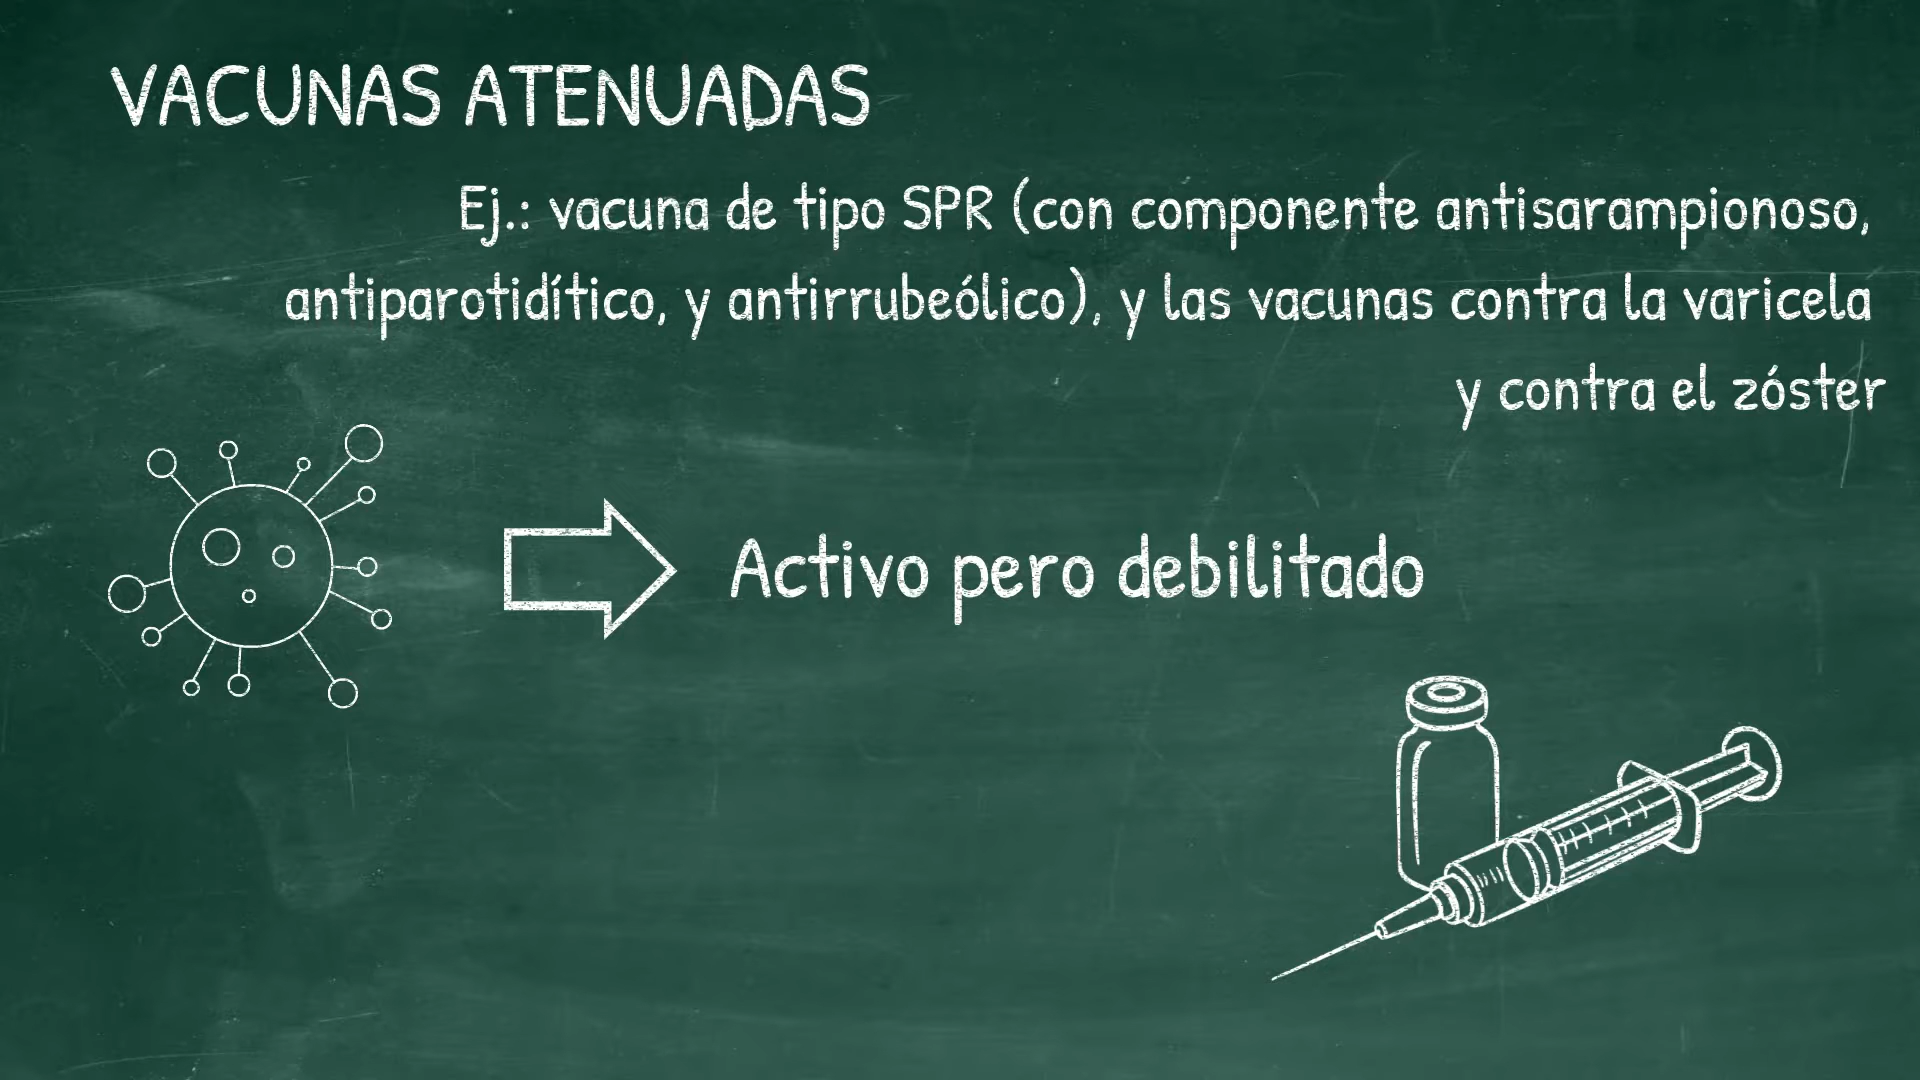 VACUNAS ATENUADAS
Ej.: vacuna de tipo SPR (con componente antisarampionoso,
antiparotidítico, y antirrubeólico), y las vacunas contra la varicela
y contra el zóster
Activo pero debilitado